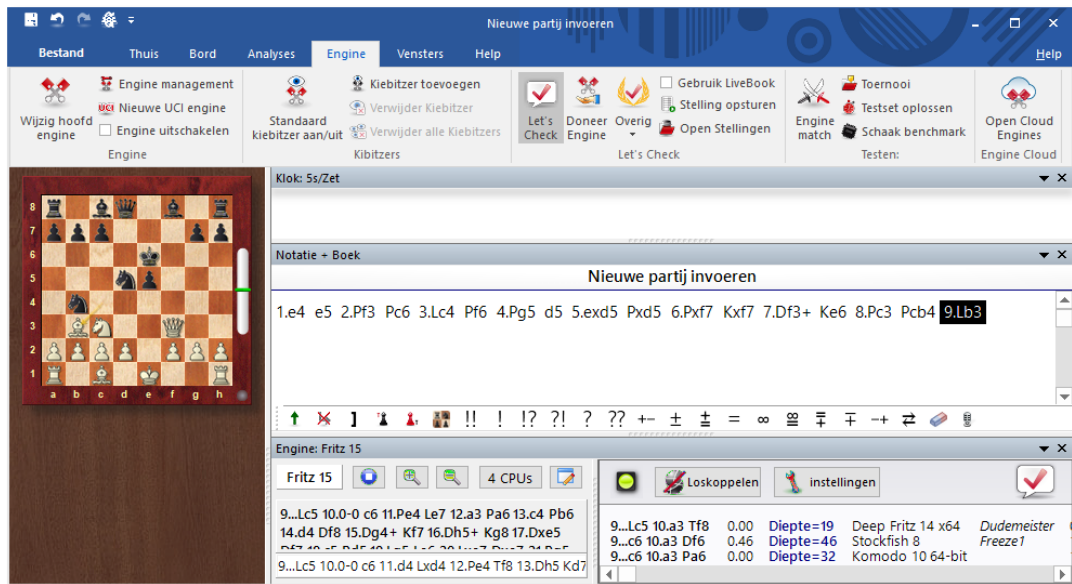 Nieuwe partij invoeren
Bestand Thuis Bord Analyses Engine Vensters Help Help
Wijzig hoofd engine
Engine management
Nieuwe UCI engine
Engine uitschakelen
Engine
Standaard kiebitzer aan/uit
Kiebitzer toevoegen
Verwijder Kiebitzer
Verwijder alle Kiebitzers
Kibitzers
Let's Check
Doneer Engine
Overig
Gebruik LiveBook
Stelling opsturen
Open Stellingen
Let's Check
Engine match
Toernooi
Testset oplossen
Schaak benchmark
Testen:
Open Cloud Engines
Engine Cloud
8
7
6
5
4
3
2
1
a b c d e f g h
Klok: 5s/Zet
Notatie + Boek
Nieuwe partij invoeren
1.e4 e5 2.Pf3 Pc6 3.Lc4 Pf6 4.Pg5 d5 5.exd5 Pxd5 6.Pxf7 Kxf7 7.Df3+ Ke6 8.Pc3 Pcb4 9.Lb3
!! ! !? ?! ? ?? +− ± ⩲ = ∞ ⩱ ∓ −+ ⇄
Engine: Fritz 15
Fritz 15 4 CPUs
9...Lc5 10.0-0 c6 11.Pe4 Le7 12.a3 Pa6 13.c4 Pb6
14.d4 Df8 15.Dg4+ Kf7 16.Dh5+ Kg8 17.Dxe5
9...Lc5 10.0-0 c6 11.d4 Lxd4 12.Pe4 Tf8 13.Dh5 Kd7
Loskoppelen instellingen
9...Lc5 10.a3 Tf8 0.00 Diepte=19 Deep Fritz 14 x64 Dudemeister
9...c6 10.a3 Df6 0.46 Diepte=46 Stockfish 8 Freeze1
9...c6 10.a3 Pa6 0.00 Diepte=32 Komodo 10 64-bit